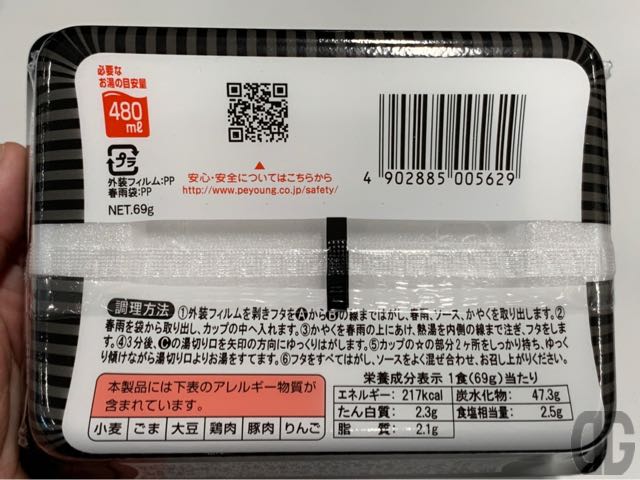 必要な
お湯の目安量
480
mℓ
プラ
外装フィルム:PP
春雨袋:PP
NET.69g
安心・安全についてはこちらから
http://www.peyoung.co.jp/safety/
4 902885 005629
調理方法 ①外装フィルムを剥きフタをAからBの線まではがし、春雨、ソース、かやくを取り出します。②
春雨を袋から取り出し、カップの中へ入れます。③かやくを春雨の上にあけ、熱湯を内側の線まで注ぎ、フタをしま
す。④3分後、Cの湯切り口を矢印の方向にゆっくりはがします。⑤カップの☆の部分2ヶ所をしっかり持ち、ゆっく
り傾けながら湯切り口よりお湯をすてます。⑥フタをすべてはがし、ソースをよく混ぜ合わせ、お召し上がりください。
本製品には下表のアレルギー物質が
含まれています。
小麦 ごま 大豆 鶏肉 豚肉 りんご
栄養成分表示 1食(69g)当たり
エネルギー: 217kcal 炭水化物: 47.3g
たん白質: 2.3g 食塩相当量: 2.5g
脂質: 2.1g
OG